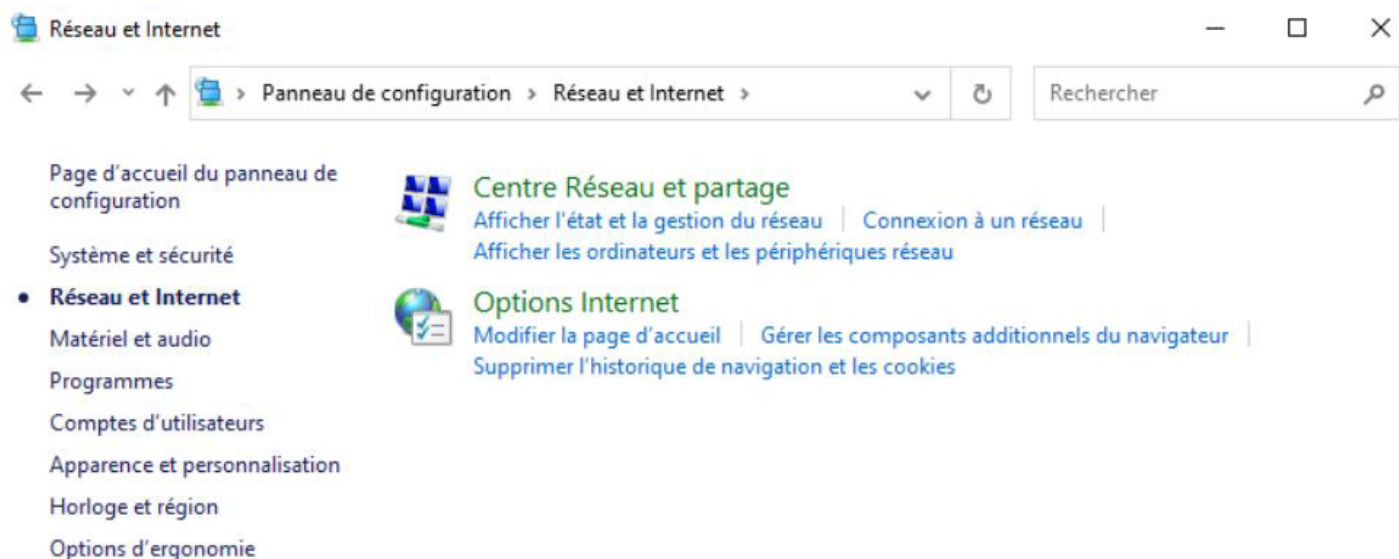 Réseau et Internet
Panneau de configuration > Réseau et Internet >
Rechercher
Page d'accueil du panneau de
configuration
Système et sécurité
Réseau et Internet
Matériel et audio
Programmes
Comptes d'utilisateurs
Apparence et personnalisation
Horloge et région
Options d'ergonomie
Centre Réseau et partage
Afficher l'état et la gestion du réseau | Connexion à un réseau |
Afficher les ordinateurs et les périphériques réseau
Options Internet
Modifier la page d'accueil | Gérer les composants additionnels du navigateur |
Supprimer l'historique de navigation et les cookies